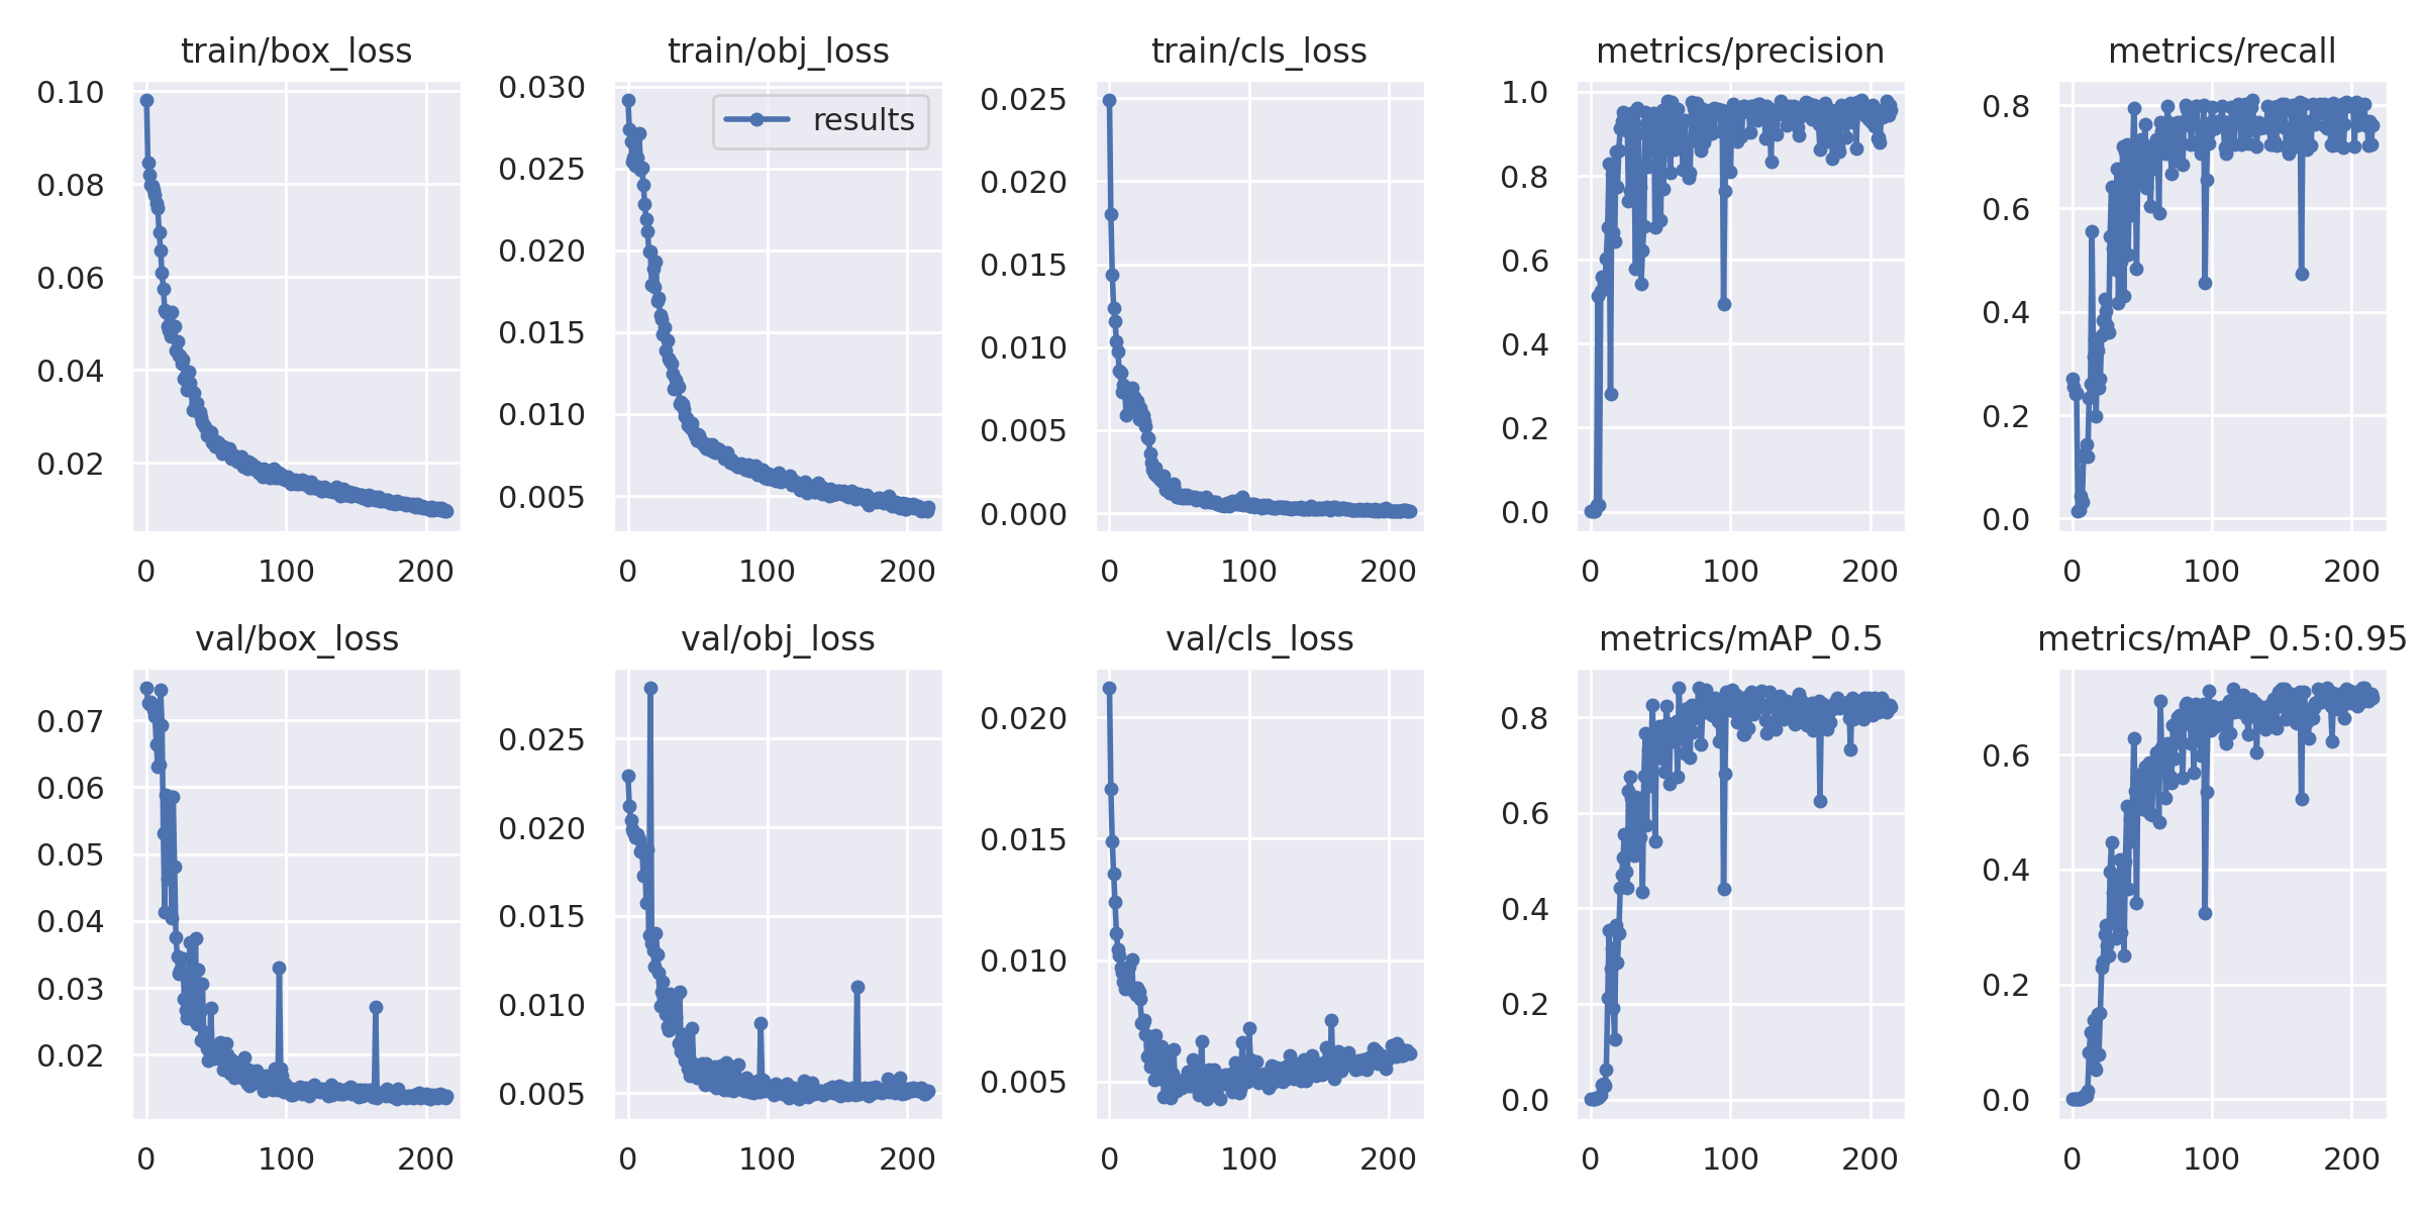 train/box_loss
0.10
0.08
0.06
0.04
0.02
0 100 200
train/obj_loss
results
0.030
0.025
0.020
0.015
0.010
0.005
0 100 200
train/cls_loss
0.025
0.020
0.015
0.010
0.005
0.000
0 100 200
metrics/precision
1.0
0.8
0.6
0.4
0.2
0.0
0 100 200
metrics/recall
0.8
0.6
0.4
0.2
0.0
0 100 200
val/box_loss
0.07
0.06
0.05
0.04
0.03
0.02
0 100 200
val/obj_loss
0.025
0.020
0.015
0.010
0.005
0 100 200
val/cls_loss
0.020
0.015
0.010
0.005
0 100 200
metrics/mAP_0.5
0.8
0.6
0.4
0.2
0.0
0 100 200
metrics/mAP_0.5:0.95
0.6
0.4
0.2
0.0
0 100 200